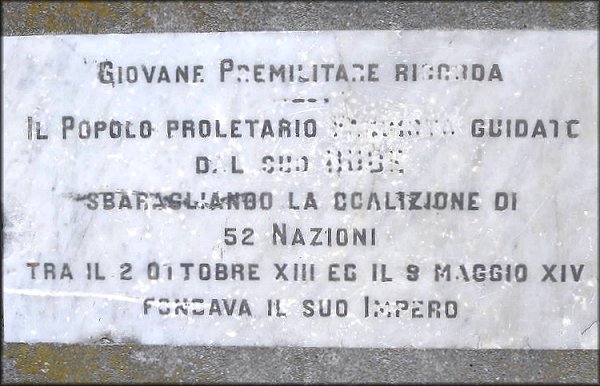 GIOVANE PREMILITARE RICORDA
IL POPOLO PROLETARIO GUIDATO
DAL SUO DUCE
SBARAGLIANDO LA COALIZIONE DI
52 NAZIONI
TRA IL 2 OTTOBRE XIII ED IL 9 MAGGIO XIV
FONDAVA IL SUO IMPERO